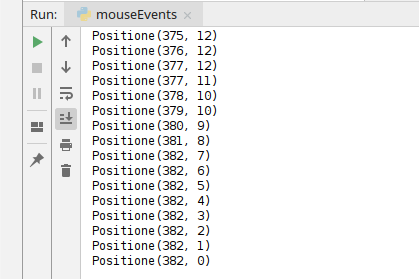 Run: mouseEvents
Positione(375, 12)
Positione(376, 12)
Positione(377, 12)
Positione(377, 11)
Positione(378, 10)
Positione(379, 10)
Positione(380, 9)
Positione(381, 8)
Positione(382, 7)
Positione(382, 6)
Positione(382, 5)
Positione(382, 4)
Positione(382, 3)
Positione(382, 2)
Positione(382, 1)
Positione(382, 0)